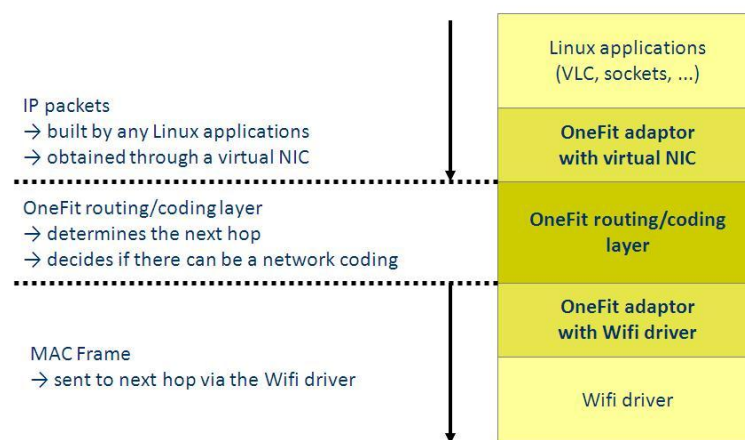 IP packets
→ built by any Linux applications
→ obtained through a virtual NIC
OneFit routing/coding layer
→ determines the next hop
→ decides if there can be a network coding
MAC Frame
→ sent to next hop via the Wifi driver
Linux applications
(VLC, sockets, ...)
OneFit adaptor
with virtual NIC
OneFit routing/coding
layer
OneFit adaptor
with Wifi driver
Wifi driver